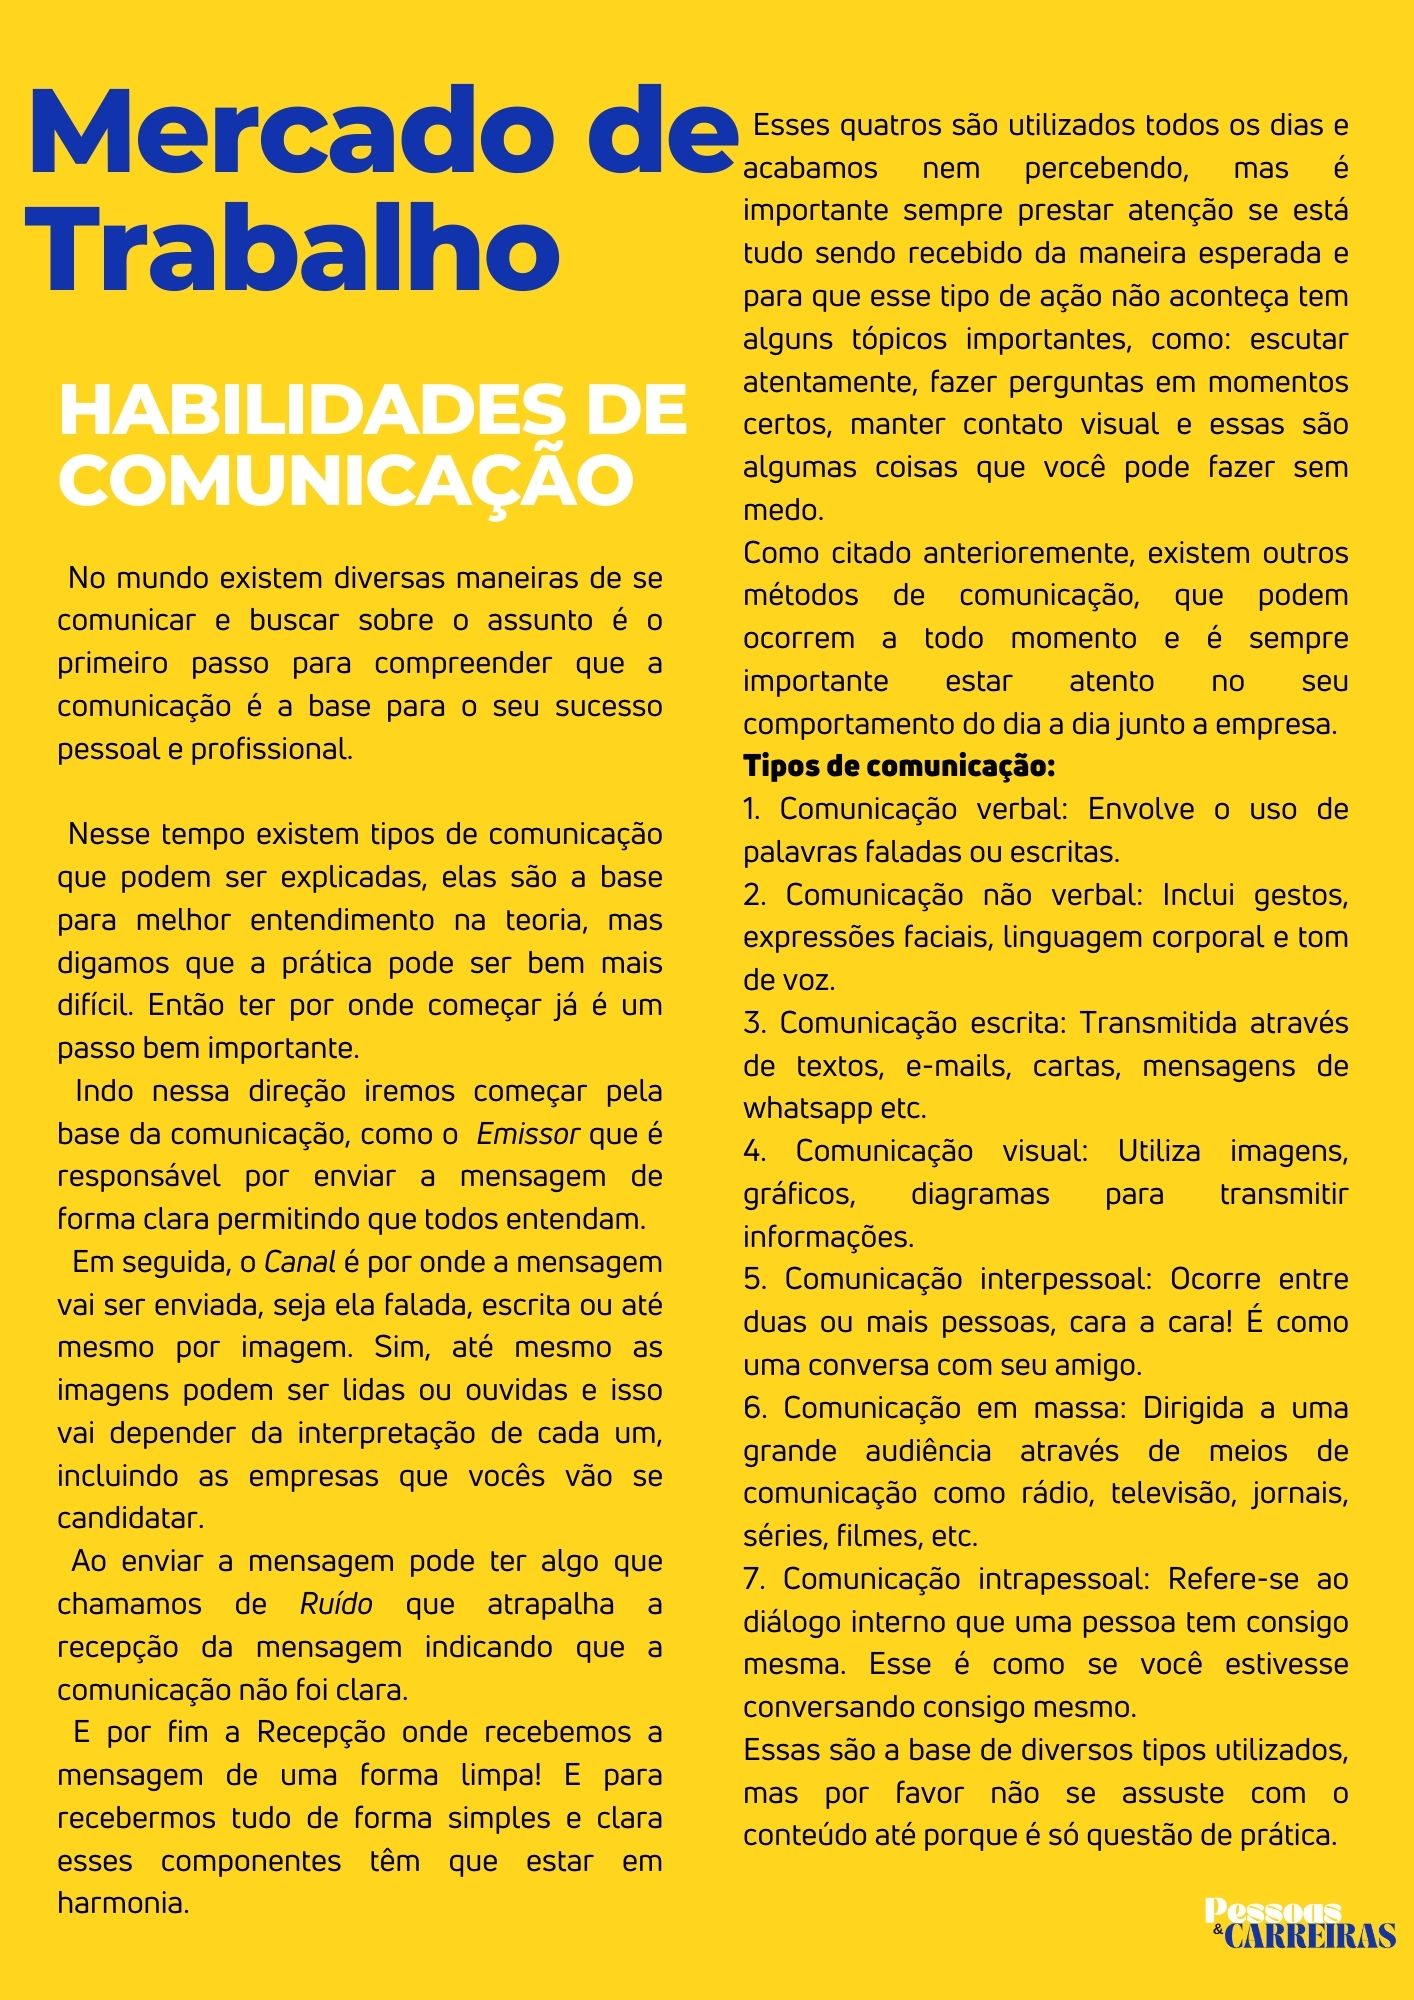 Mercado de
Trabalho
HABILIDADES DE
COMUNICAÇÃO
No mundo existem diversas maneiras de se
comunicar e buscar sobre o assunto é o
primeiro passo para compreender que a
comunicação é a base para o seu sucesso
pessoal e profissional.
Nesse tempo existem tipos de comunicação
que podem ser explicadas, elas são a base
para melhor entendimento na teoria, mas
digamos que a prática pode ser bem mais
difícil. Então ter por onde começar já é um
passo bem importante.
Indo nessa direção iremos começar pela
base da comunicação, como o Emissor que é
responsável por enviar a mensagem de
forma clara permitindo que todos entendam.
Em seguida, o Canal é por onde a mensagem
vai ser enviada, seja ela falada, escrita ou até
mesmo por imagem. Sim, até mesmo as
imagens podem ser lidas ou ouvidas e isso
vai depender da interpretação de cada um,
incluindo as empresas que vocês vão se
candidatar.
Ao enviar a mensagem pode ter algo que
chamamos de Ruído que atrapalha a
recepção da mensagem indicando que a
comunicação não foi clara.
E por fim a Recepção onde recebemos a
mensagem de uma forma limpa! E para
recebermos tudo de forma simples e clara
esses componentes têm que estar em
harmonia.
Esses quatros são utilizados todos os dias e
acabamos nem percebendo, mas é
importante sempre prestar atenção se está
tudo sendo recebido da maneira esperada e
para que esse tipo de ação não aconteça tem
alguns tópicos importantes, como: escutar
atentamente, fazer perguntas em momentos
certos, manter contato visual e essas são
algumas coisas que você pode fazer sem
medo.
Como citado anterioremente, existem outros
métodos de comunicação, que podem
ocorrem a todo momento e é sempre
importante estar atento no seu
comportamento do dia a dia junto a empresa.
Tipos de comunicação:
1. Comunicação verbal: Envolve o uso de
palavras faladas ou escritas.
2. Comunicação não verbal: Inclui gestos,
expressões faciais, linguagem corporal e tom
de voz.
3. Comunicação escrita: Transmitida através
de textos, e-mails, cartas, mensagens de
whatsapp etc.
4. Comunicação visual: Utiliza imagens,
gráficos, diagramas para transmitir
informações.
5. Comunicação interpessoal: Ocorre entre
duas ou mais pessoas, cara a cara! É como
uma conversa com seu amigo.
6. Comunicação em massa: Dirigida a uma
grande audiência através de meios de
comunicação como rádio, televisão, jornais,
séries, filmes, etc.
7. Comunicação intrapessoal: Refere-se ao
diálogo interno que uma pessoa tem consigo
mesma. Esse é como se você estivesse
conversando consigo mesmo.
Essas são a base de diversos tipos utilizados,
mas por favor não se assuste com o
conteúdo até porque é só questão de prática.
Pessoas
&CARREIRAS